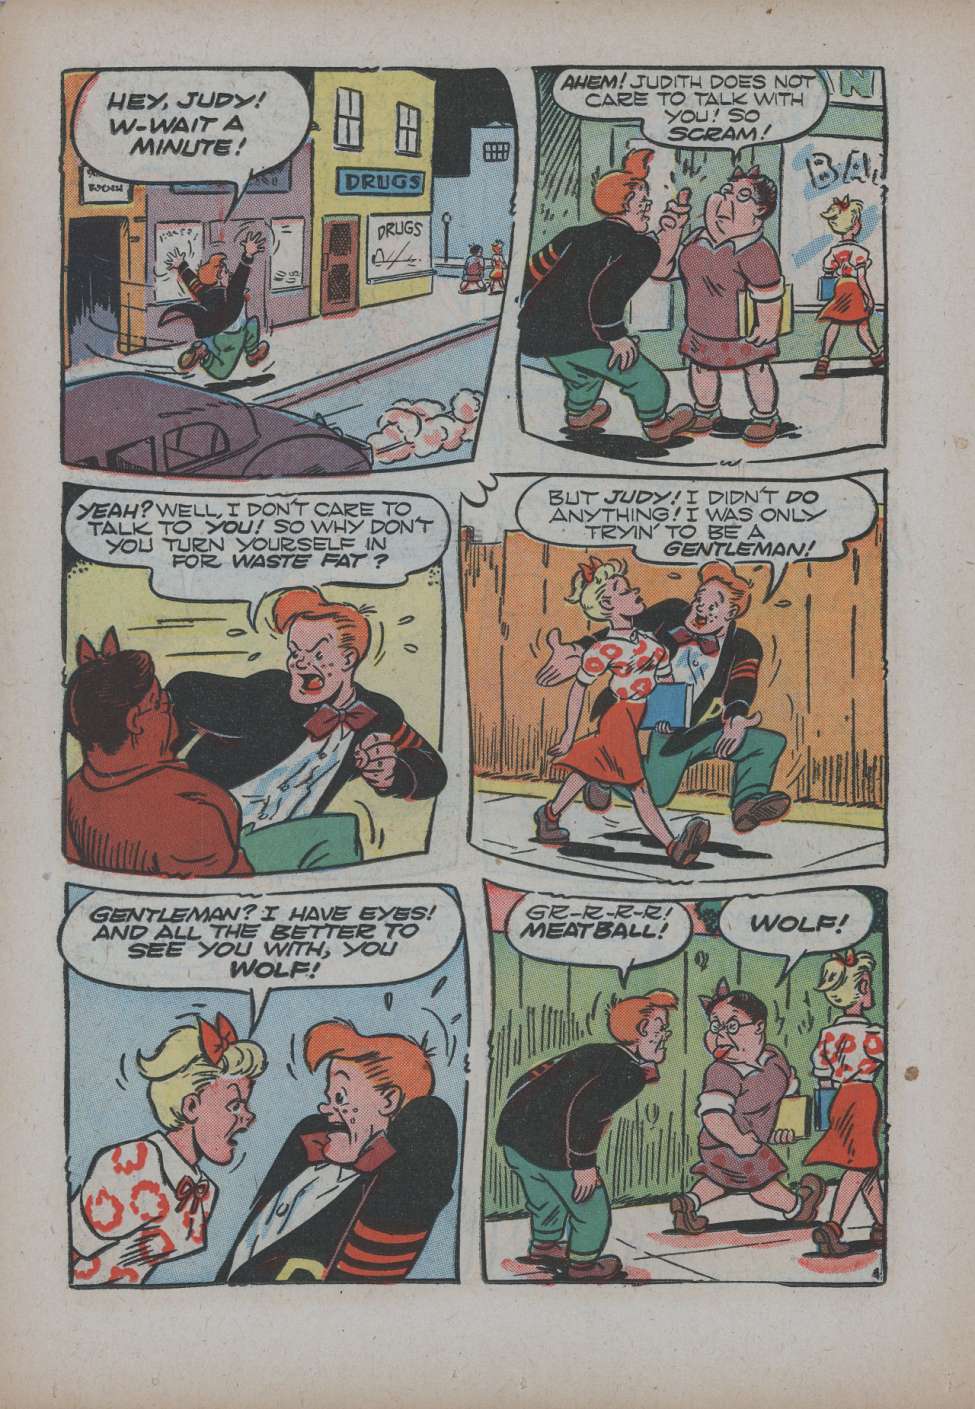 HEY, JUDY!
W-WAIT A
MINUTE!
DRUGS
DRUGS
AHEM! JUDITH DOES NOT
CARE TO TALK WITH
YOU! SO
SCRAM!
N
BA
YEAH? WELL, I DON'T CARE TO
TALK TO YOU! SO WHY DON'T
YOU TURN YOURSELF IN
FOR WASTE FAT?
BUT JUDY! I DIDN'T DO
ANYTHING! I WAS ONLY
TRYIN' TO BE A
GENTLEMAN!
GENTLEMAN? I HAVE EYES!
AND ALL THE BETTER TO
SEE YOU WITH, YOU
WOLF!
GR-R-R-R!
MEATBALL!
WOLF!
4